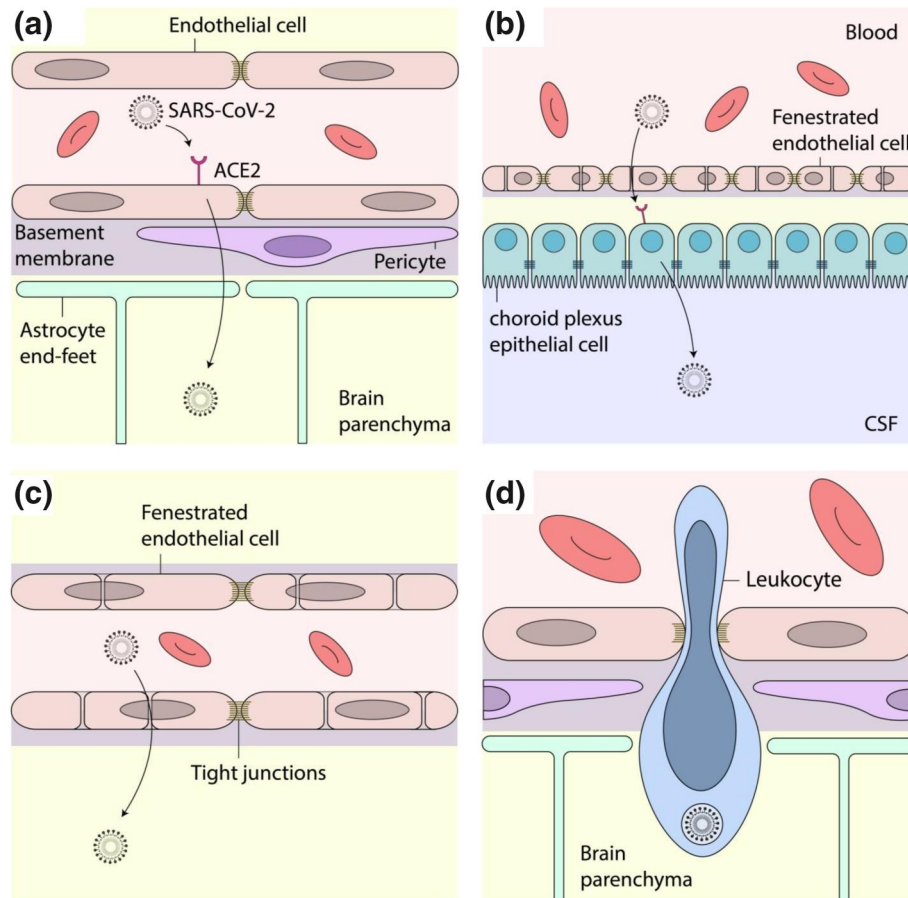 (a)
Endothelial cell
SARS-CoV-2
ACE2
Basement
membrane
Pericyte
Astrocyte
end-feet
Brain
parenchyma
(b)
Blood
Fenestrated
endothelial cell
choroid plexus
epithelial cell
CSF
(c)
Fenestrated
endothelial cell
Tight junctions
(d)
Leukocyte
Brain
parenchyma